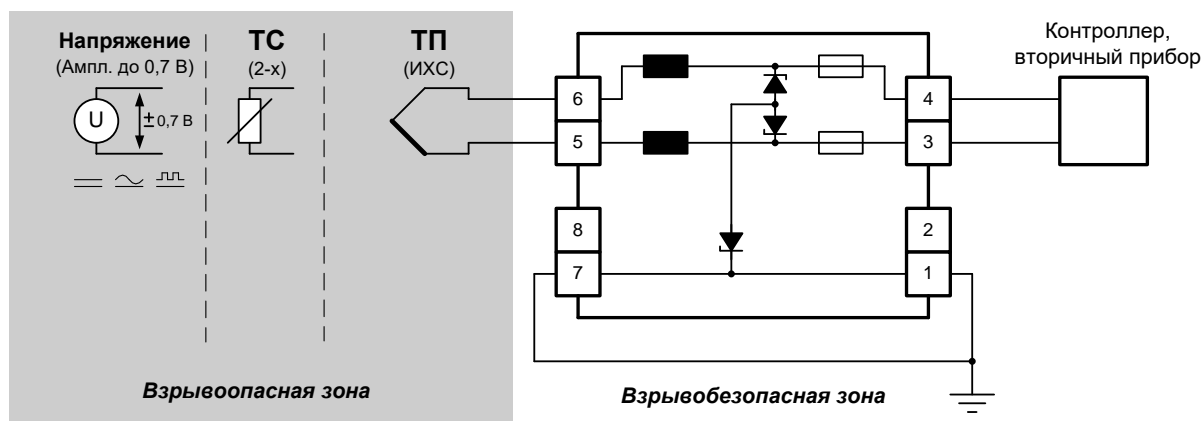 Напряжение
(Ампл. до 0,7 В)
U
± 0,7 В
ТС
(2-х)
ТП
(ИХС)
6
5
8
7
4
3
2
1
Контроллер,
вторичный прибор
Взрывоопасная зона
Взрывобезопасная зона